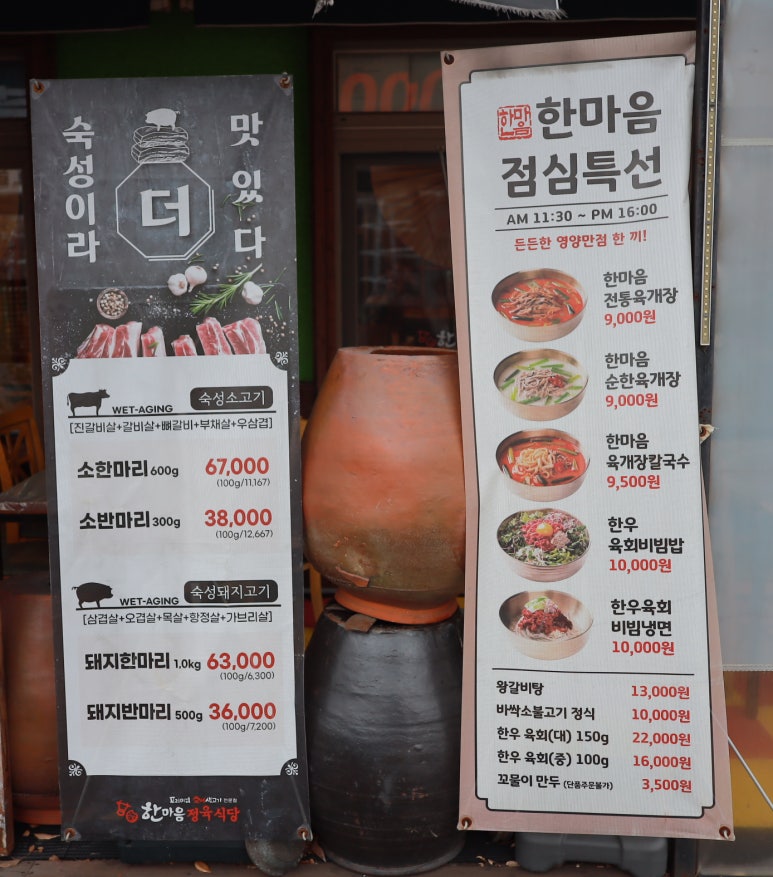 숙성이라
더
맛 있 다
WET-AGING 숙성소고기
[진갈비살+갈비살+뼈갈비+부채살+우삼겹]
소한마리 600g 67,000
(100g/11,167)
소반마리 300g 38,000
(100g/12,667)
WET-AGING 숙성돼지고기
[삼겹살+오겹살+목살+항정살+가브리살]
돼지한마리 1.0kg 63,000
(100g/6,300)
돼지반마리 500g 36,000
(100g/7,200)
한마음정육식당
한마음
점심특선
AM 11:30 ~ PM 16:00
든든한 영양만점 한 끼!
한마음
전통육개장
9,000원
한마음
순한육개장
9,000원
한마음
육개장칼국수
9,500원
한우
육회비빔밥
10,000원
한우육회
비빔냉면
10,000원
왕갈비탕 13,000원
바싹소불고기 정식 10,000원
한우 육회(대) 150g 22,000원
한우 육회(중) 100g 16,000원
꼬물이 만두 (단품주문불가) 3,500원